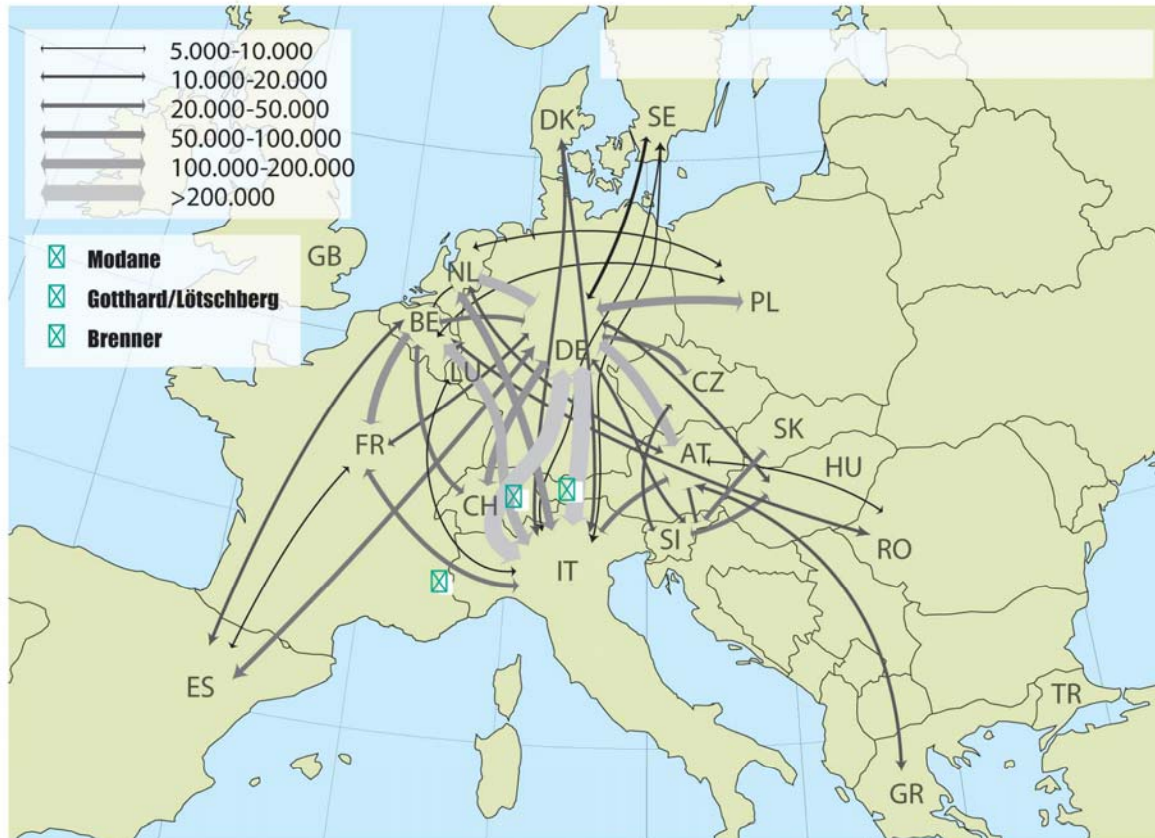 5.000-10.000
10.000-20.000
20.000-50.000
50.000-100.000
100.000-200.000
>200.000
Modane
Gotthard/Lötschberg
Brenner
DK
SE
GB
NL
PL
BE
DE
LU
CZ
FR
SK
AT
HU
CH
SI
RO
IT
ES
TR
GR